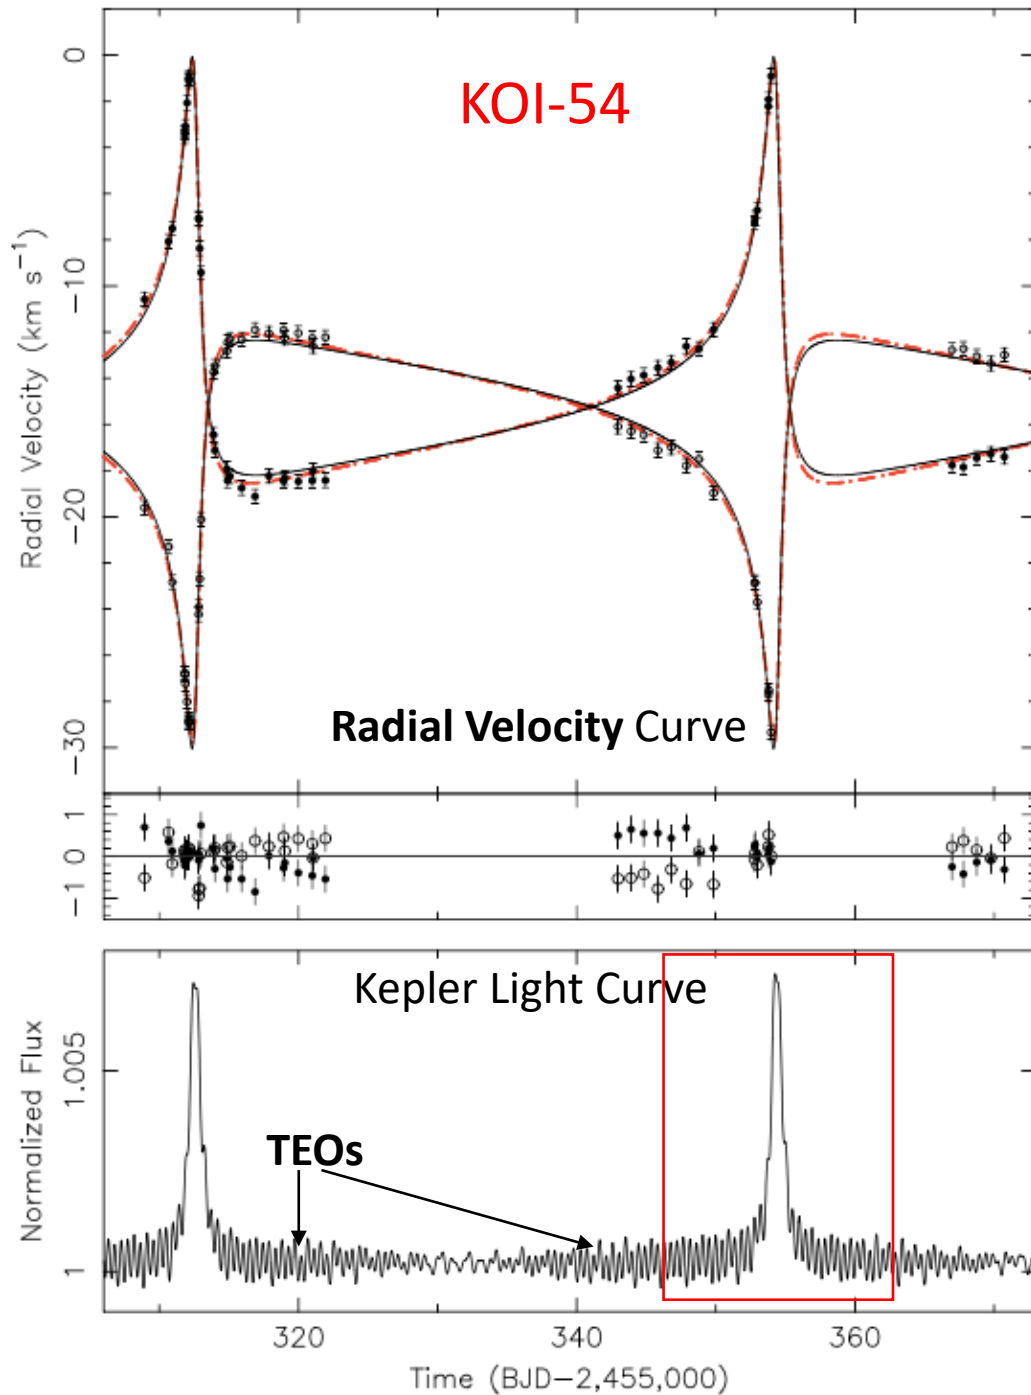 0
KOI-54
−10
Radial Velocity (km s⁻¹)
−20
−30
Radial Velocity Curve
1
0
−1
Kepler Light Curve
1.005
Normalized Flux
TEOs
1
320 340 360
Time (BJD−2,455,000)